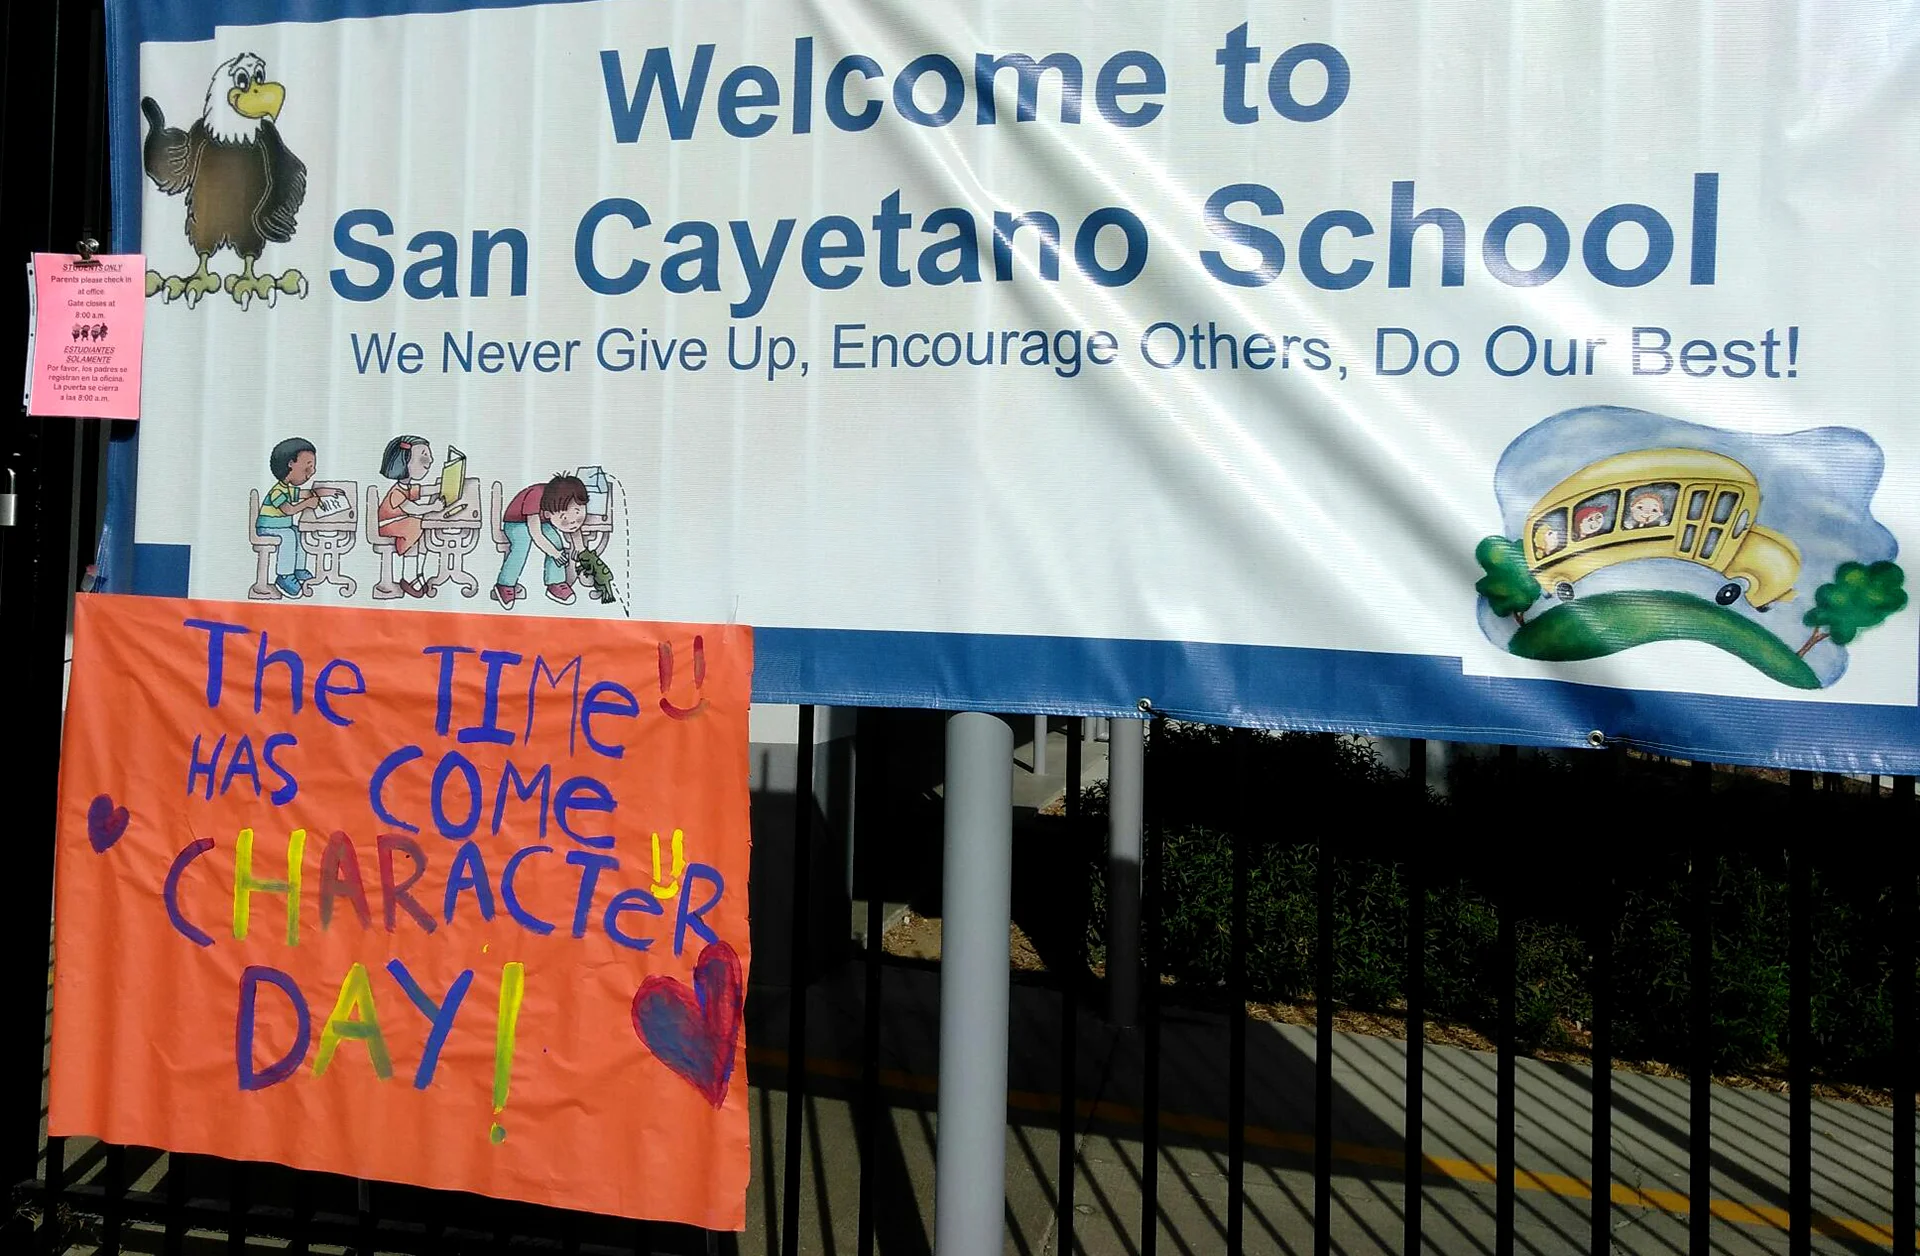 Welcome to
San Cayetano School
We Never Give Up, Encourage Others, Do Our Best!
STUDENTS ONLY
Parents please check in
at office.
Gate closes at
8:00 a.m.
ESTUDIANTES
SOLAMENTE
Por favor, los padres se
registran en la oficina.
La puerta se cierra
a las 8:00 a.m.
The TIMe
HAS COMe
CHARACTeR
DAY!